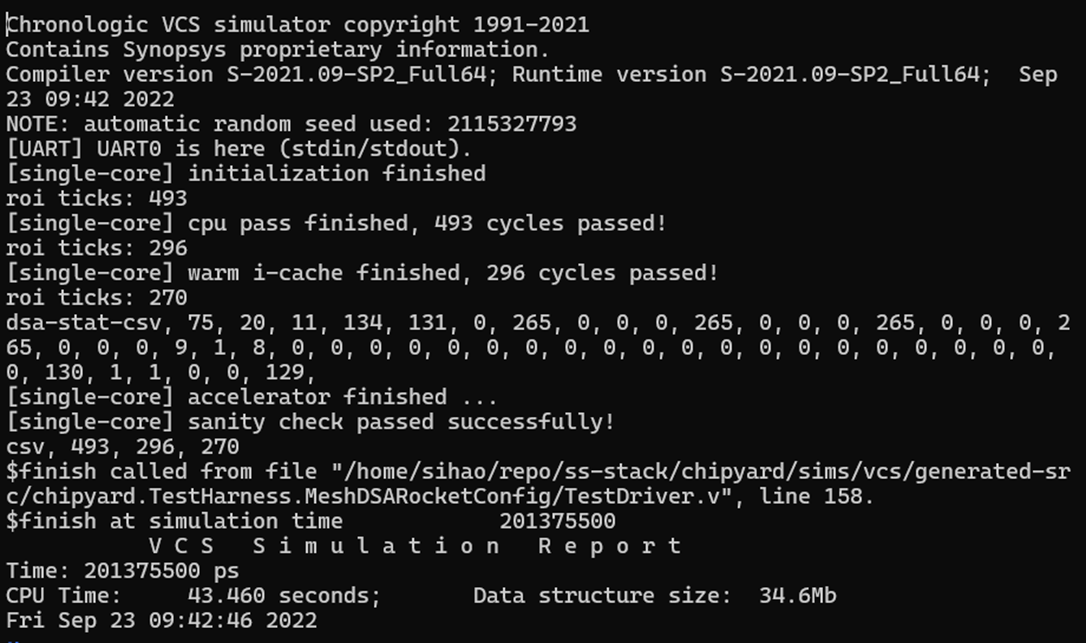 Chronologic VCS simulator copyright 1991-2021
Contains Synopsys proprietary information.
Compiler version S-2021.09-SP2_Full64; Runtime version S-2021.09-SP2_Full64;  Sep
23 09:42 2022
NOTE: automatic random seed used: 2115327793
[UART] UART0 is here (stdin/stdout).
[single-core] initialization finished
roi ticks: 493
[single-core] cpu pass finished, 493 cycles passed!
roi ticks: 296
[single-core] warm i-cache finished, 296 cycles passed!
roi ticks: 270
dsa-stat-csv, 75, 20, 11, 134, 131, 0, 265, 0, 0, 0, 265, 0, 0, 0, 265, 0, 0, 0, 2
65, 0, 0, 0, 9, 1, 8, 0, 0, 0, 0, 0, 0, 0, 0, 0, 0, 0, 0, 0, 0, 0, 0, 0, 0, 0, 0,
0, 130, 1, 1, 0, 0, 129,
[single-core] accelerator finished ...
[single-core] sanity check passed successfully!
csv, 493, 296, 270
$finish called from file "/home/sihao/repo/ss-stack/chipyard/sims/vcs/generated-sr
c/chipyard.TestHarness.MeshDSARocketConfig/TestDriver.v", line 158.
$finish at simulation time            201375500
           V C S   S i m u l a t i o n   R e p o r t
Time: 201375500 ps
CPU Time:     43.460 seconds;       Data structure size:  34.6Mb
Fri Sep 23 09:42:46 2022